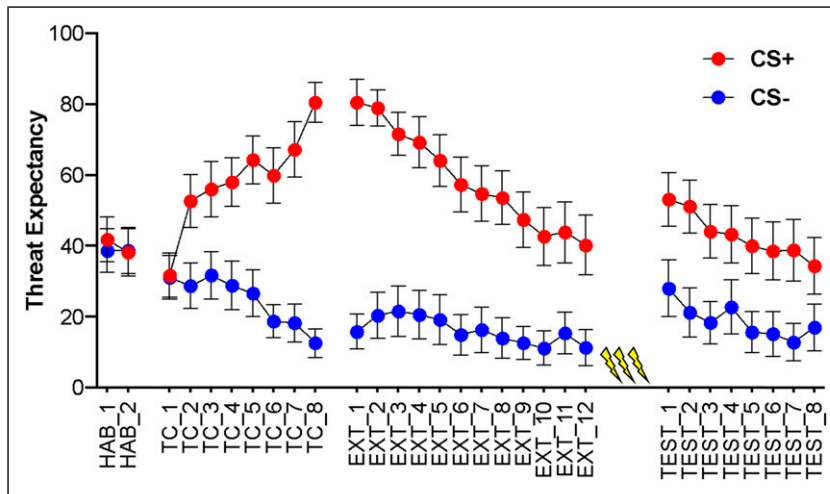 100
80
60
40
20
0
Threat Expectancy
CS+
CS-
HAB_1
HAB_2
TC_1
TC_2
TC_3
TC_4
TC_5
TC_6
TC_7
TC_8
EXT_1
EXT_2
EXT_3
EXT_4
EXT_5
EXT_6
EXT_7
EXT_8
EXT_9
EXT_10
EXT_11
EXT_12
TEST_1
TEST_2
TEST_3
TEST_4
TEST_5
TEST_6
TEST_7
TEST_8